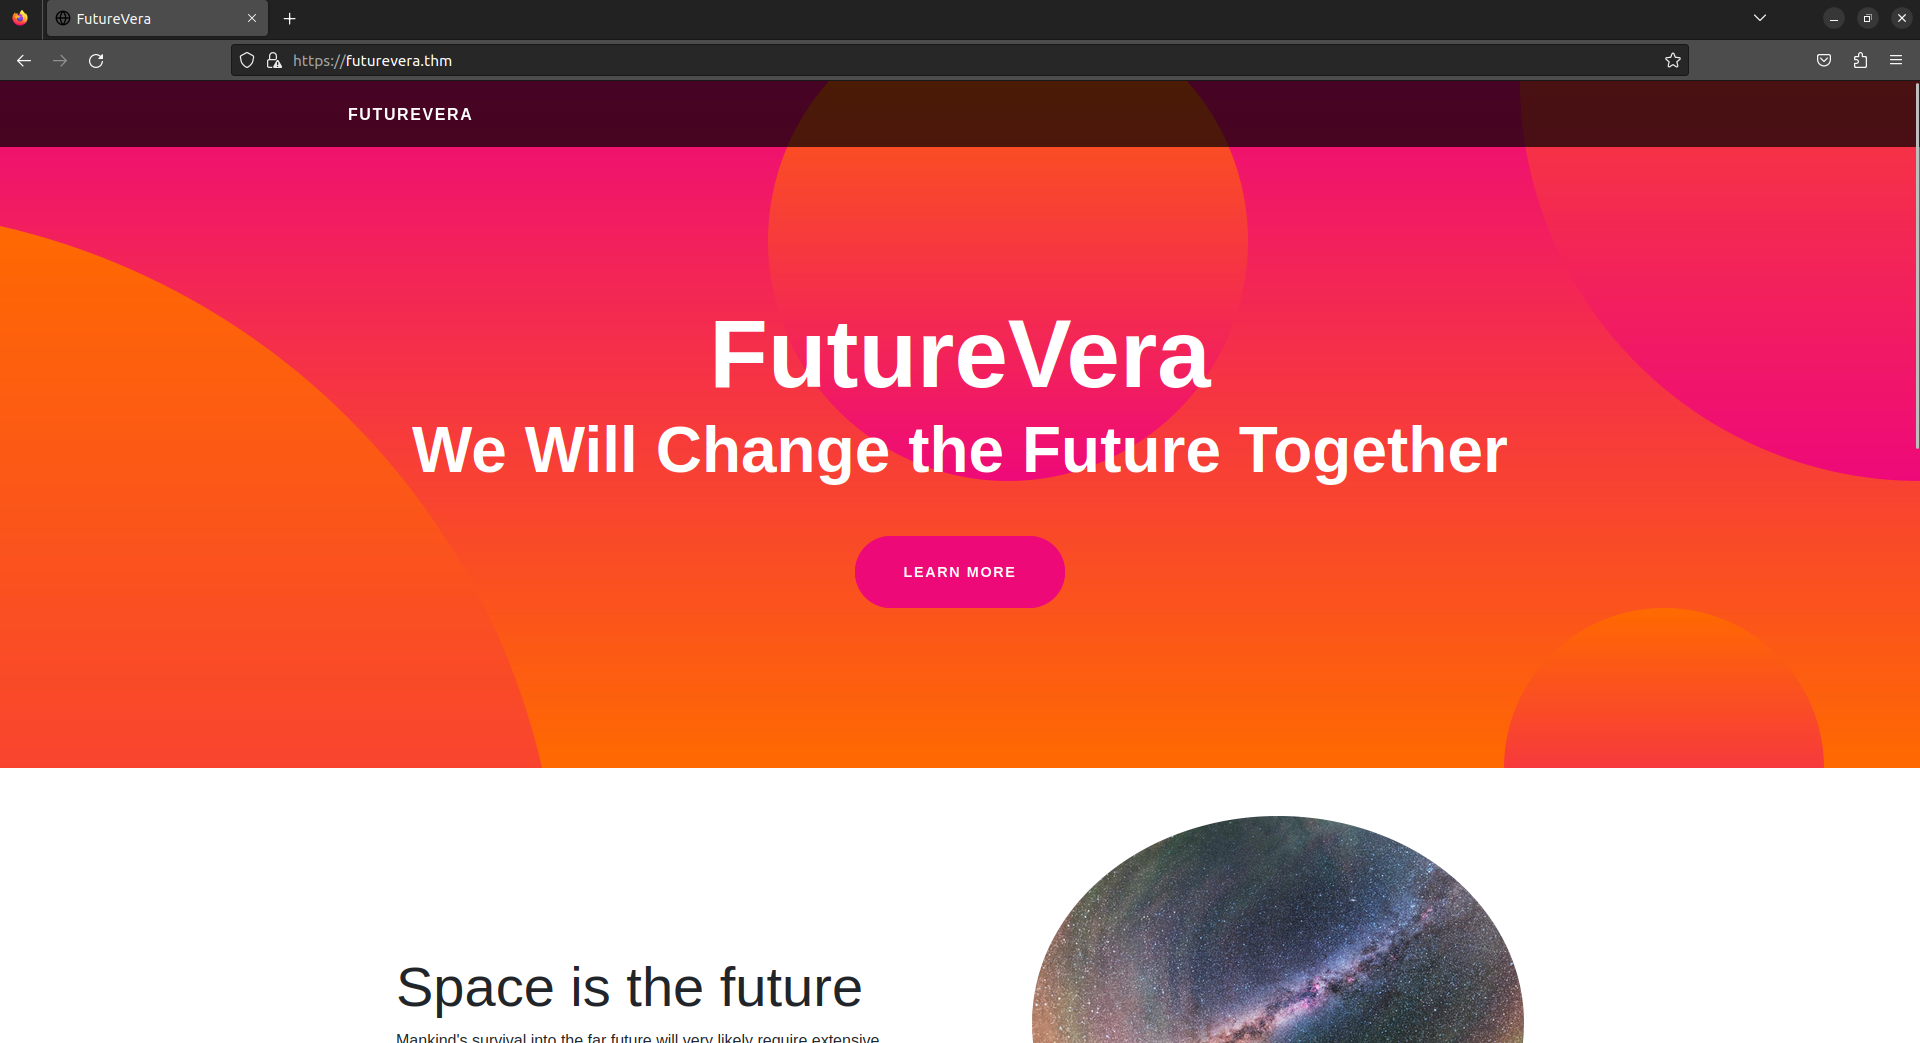 FutureVera
https://futurevera.thm
FUTUREVERA
FutureVera
We Will Change the Future Together
LEARN MORE
Space is the future
Mankind's survival into the far future will very likely require extensive